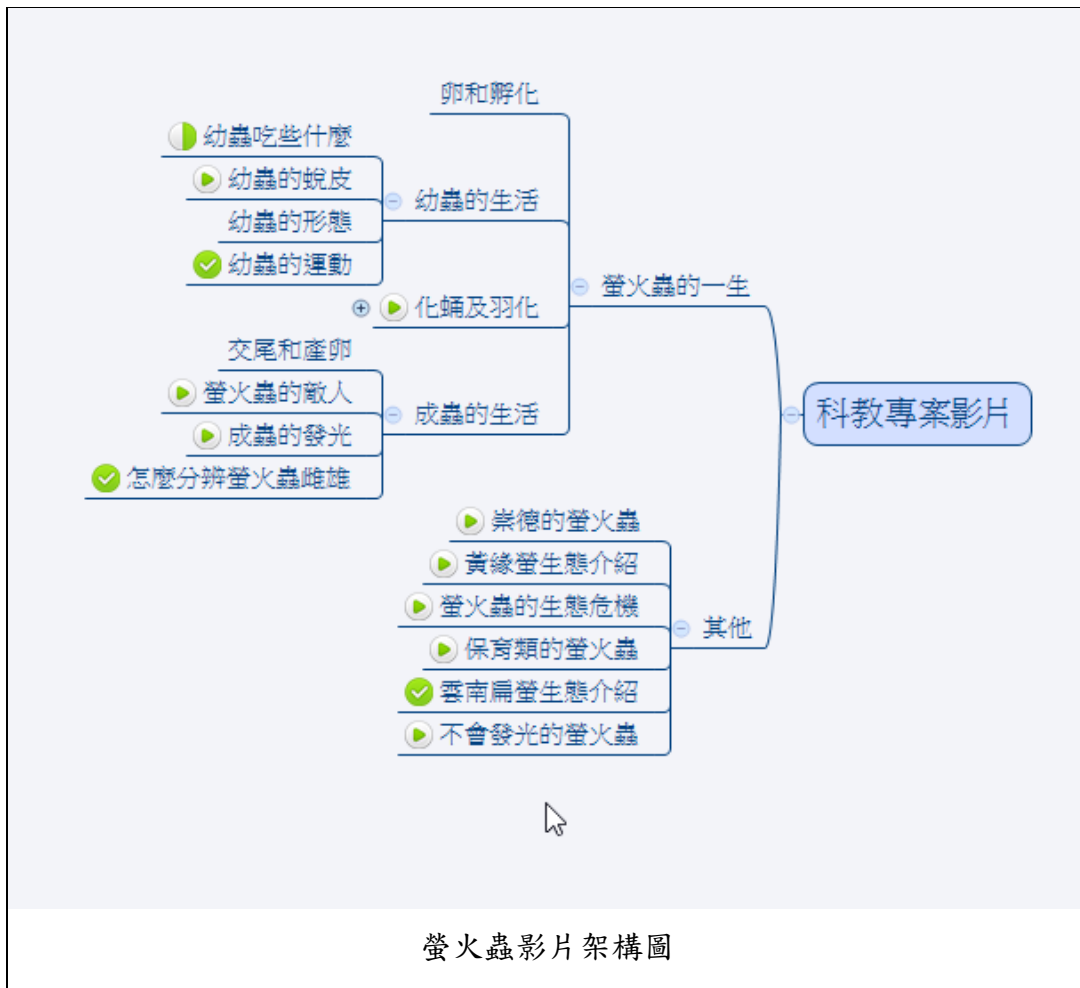 卵和孵化
幼蟲吃些什麼
幼蟲的蛻皮
幼蟲的生活
幼蟲的形態
幼蟲的運動
螢火蟲的一生
化蛹及羽化
交尾和產卵
螢火蟲的敵人
成蟲的生活
成蟲的發光
怎麼分辨螢火蟲雌雄
科教專案影片
崇德的螢火蟲
黃緣螢生態介紹
螢火蟲的生態危機
其他
保育類的螢火蟲
雲南扁螢生態介紹
不會發光的螢火蟲
螢火蟲影片架構圖